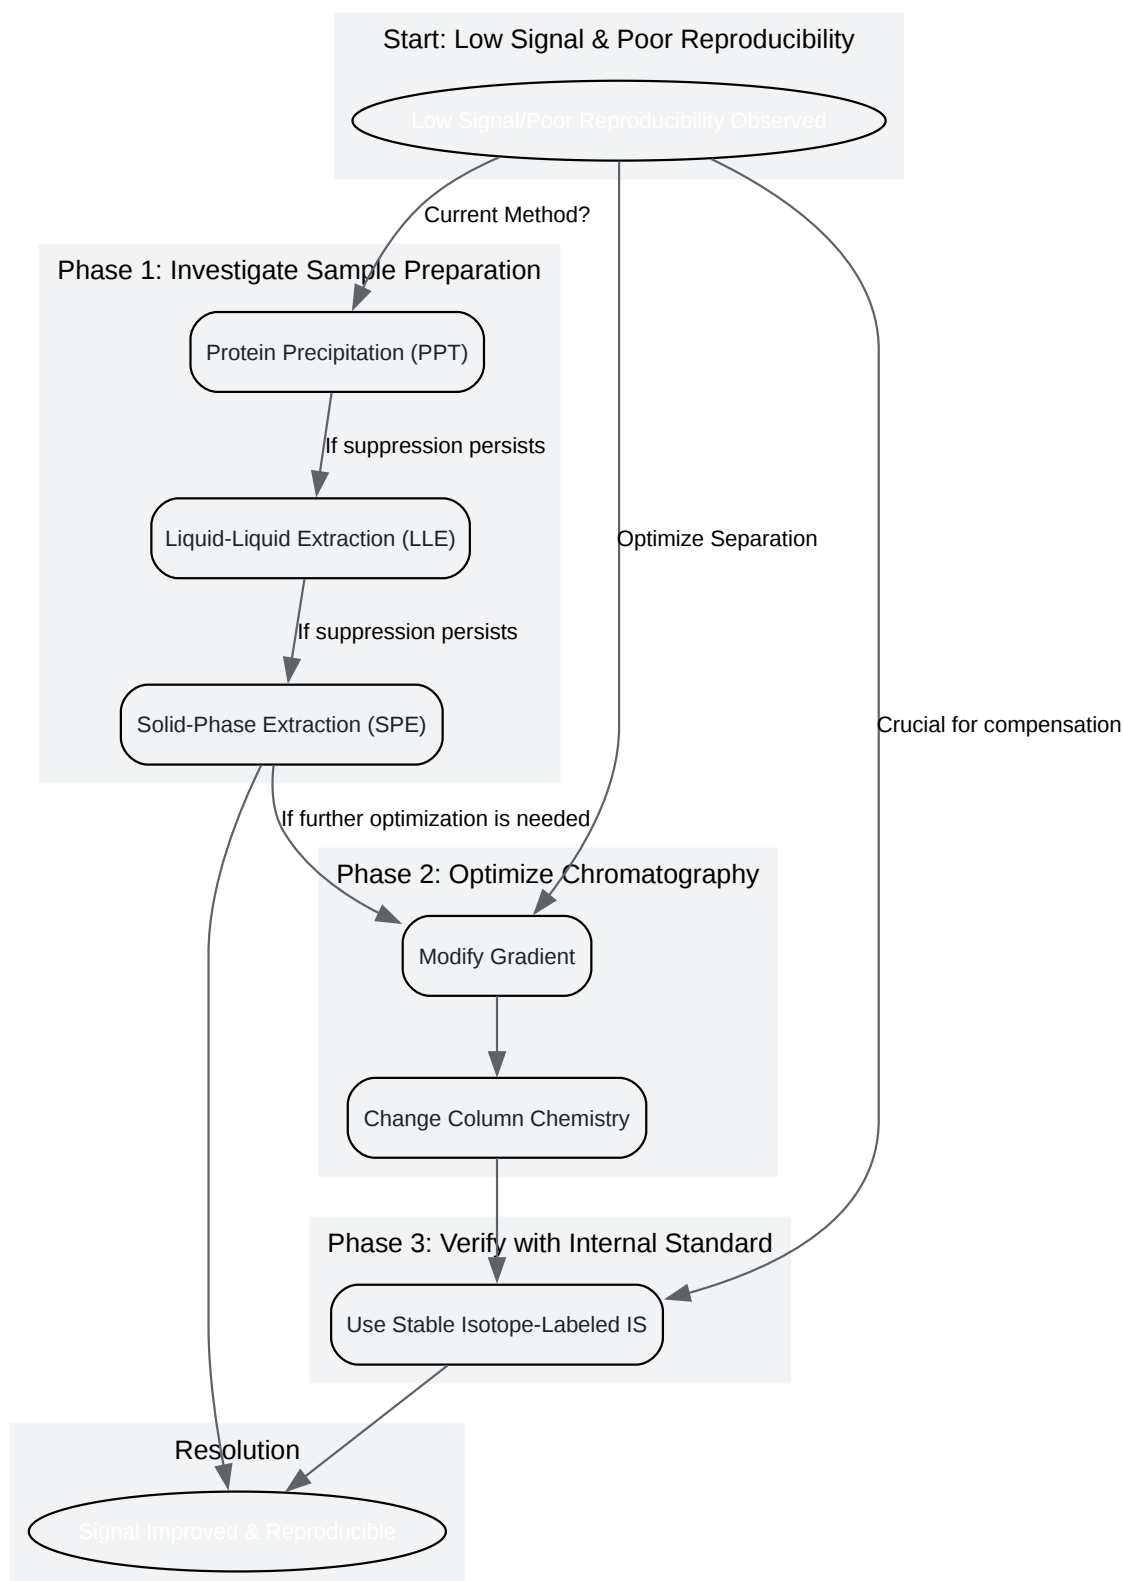 Start: Low Signal & Poor Reproducibility
Low Signal/Poor Reproducibility Observed
Current Method?
Phase 1: Investigate Sample Preparation
Protein Precipitation (PPT)
If suppression persists
Liquid-Liquid Extraction (LLE)
Optimize Separation
If suppression persists
Solid-Phase Extraction (SPE)
Crucial for compensation
If further optimization is needed
Phase 2: Optimize Chromatography
Modify Gradient
Change Column Chemistry
Phase 3: Verify with Internal Standard
Use Stable Isotope-Labeled IS
Resolution
Signal Improved & Reproducible